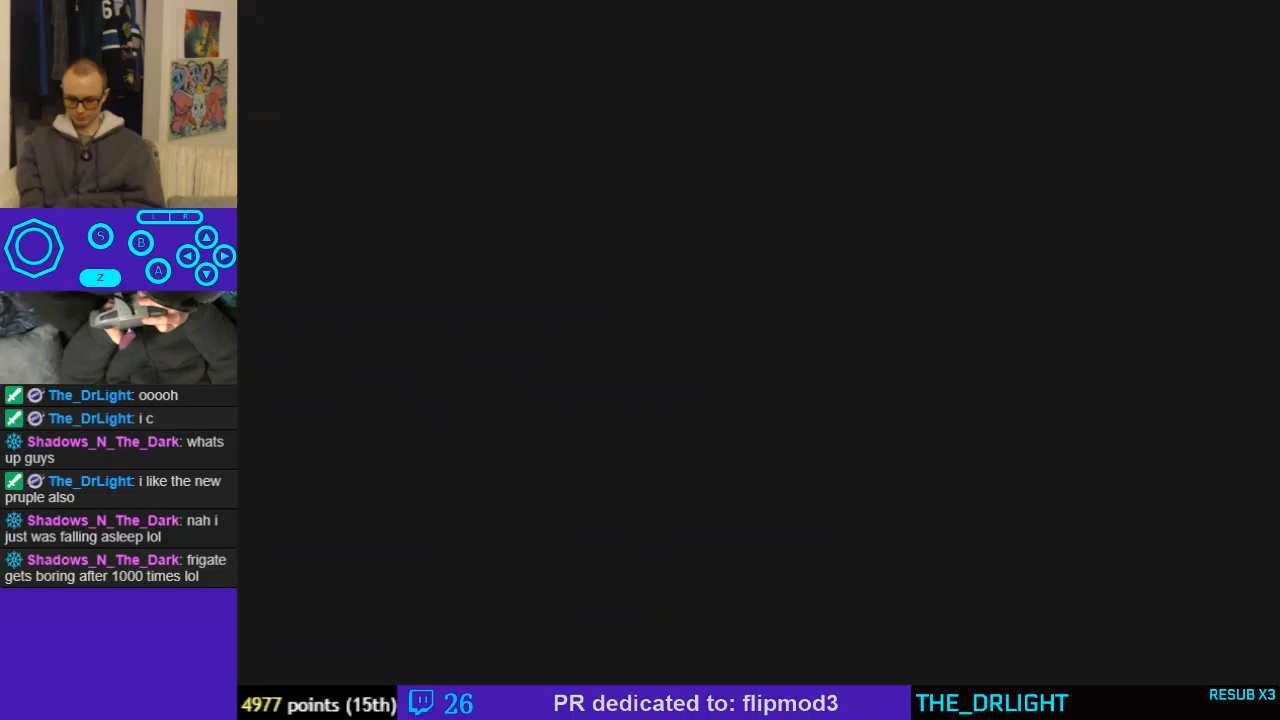 L R
S
B
Z
A
The_DrLight: ooooh
The_DrLight: i c
Shadows_N_The_Dark: whats
up guys
The_DrLight: i like the new
pruple also
Shadows_N_The_Dark: nah i
just was falling asleep lol
Shadows_N_The_Dark: frigate
gets boring after 1000 times lol
4977 points (15th)
26
PR dedicated to: flipmod3
THE_DRLIGHT
RESUB X3